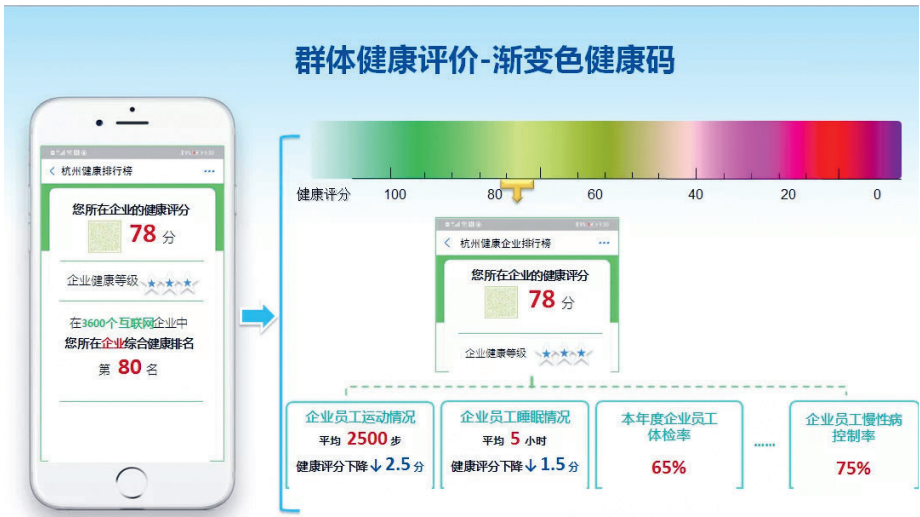 群体健康评价-渐变色健康码
杭州健康排行榜
您所在企业的健康评分
78 分
企业健康等级
在3600个互联网企业中
您所在企业综合健康排名
第 80 名
健康评分 100 80 60 40 20 0
杭州健康企业排行榜
您所在企业的健康评分
78 分
企业健康等级
企业员工运动情况
平均 2500 步
健康评分下降↓2.5 分
企业员工睡眠情况
平均 5 小时
健康评分下降↓1.5 分
本年度企业员工
体检率
65%
……
企业员工慢性病
控制率
75%